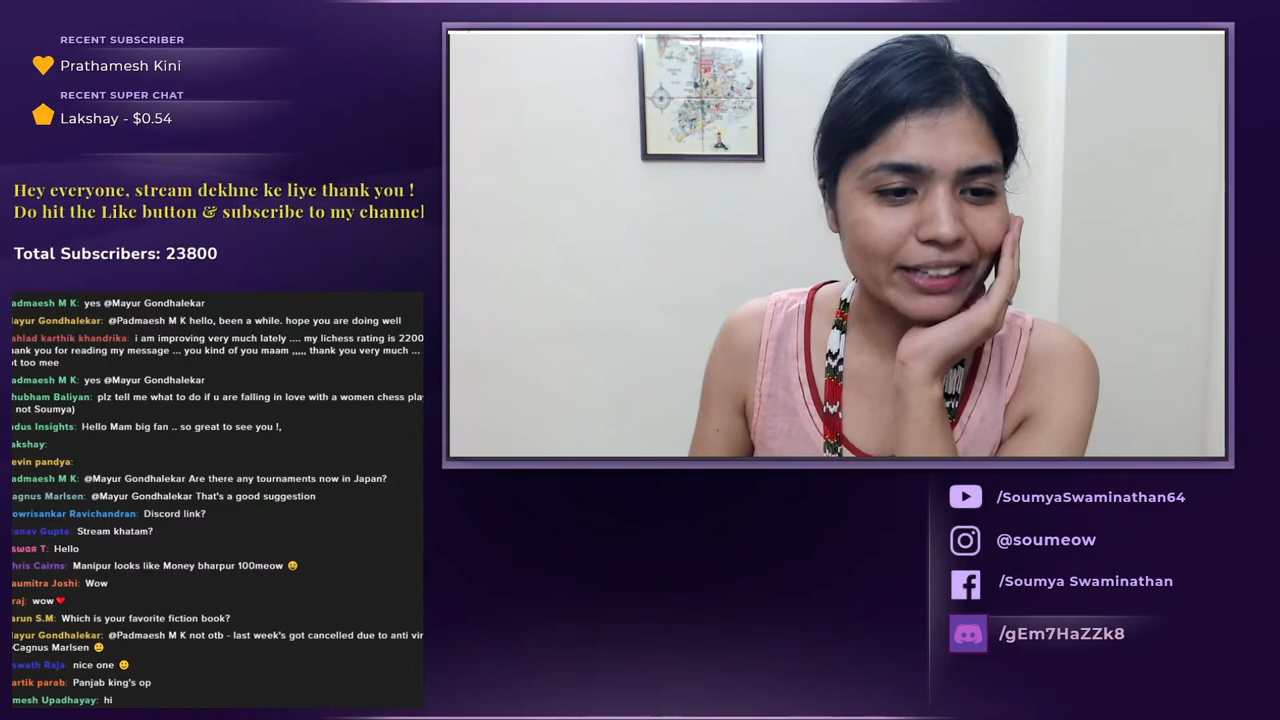 RECENT SUBSCRIBER
Prathamesh Kini
RECENT SUPER CHAT
Lakshay - $0.54
Hey everyone, stream dekhne ke liye thank you !
Do hit the Like button & subscribe to my channel
Total Subscribers: 23800
admaesh M K: yes @Mayur Gondhalekar
ayur Gondhalekar: @Padmaesh M K hello, been a while. hope you are doing well
ahlad karthik khandrika: i am improving very much lately .... my lichess rating is 2200
hank you for reading my message ... you kind of you maam ,,,,, thank you very much ...
ot too mee
admaesh M K: yes @Mayur Gondhalekar
hubham Baliyan: plz tell me what to do if u are falling in love with a women chess pla
not Soumya)
ndus Insights: Hello Mam big fan .. so great to see you !,
akshay:
evin pandya:
admaesh M K: @Mayur Gondhalekar Are there any tournaments now in Japan?
agnus Marlsen: @Mayur Gondhalekar That's a good suggestion
owrisankar Ravichandran: Discord link?
anav Gupta: Stream khatam?
T: Hello
hris Cairns: Manipur looks like Money bharpur 100meow 😀
aumitra Joshi: Wow
raj: wow💔
arun S.M: Which is your favorite fiction book?
ayur Gondhalekar: @Padmaesh M K not otb - last week's got cancelled due to anti vir
Cagnus Marlsen 🙂
swath Raja: nice one 🙂
artik parab: Panjab king's op
mesh Upadhayay: hi
/SoumyaSwaminathan64
@soumeow
/Soumya Swaminathan
/gEm7HaZZk8